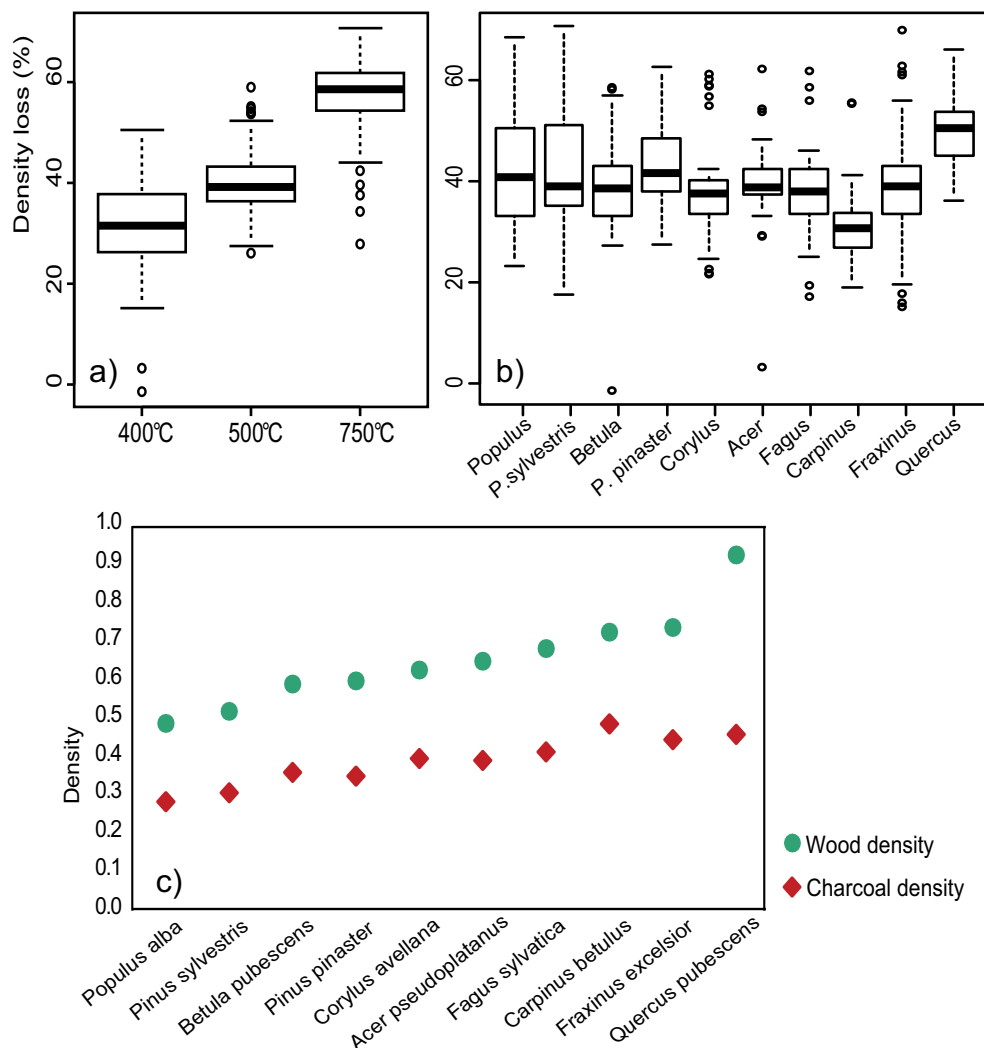 Density loss (%)
60
40
20
0
a)
400℃
500℃
750℃
60
40
20
0
b)
Populus
P.sylvestris
Betula
P. pinaster
Corylus
Acer
Fagus
Carpinus
Fraxinus
Quercus
1.0
0.9
0.8
0.7
0.6
0.5
0.4
0.3
0.2
0.1
0.0
Density
c)
Wood density
Charcoal density
Populus alba
Pinus sylvestris
Betula pubescens
Pinus pinaster
Corylus avellana
Acer pseudoplatanus
Fagus sylvatica
Carpinus betulus
Fraxinus excelsior
Quercus pubescens